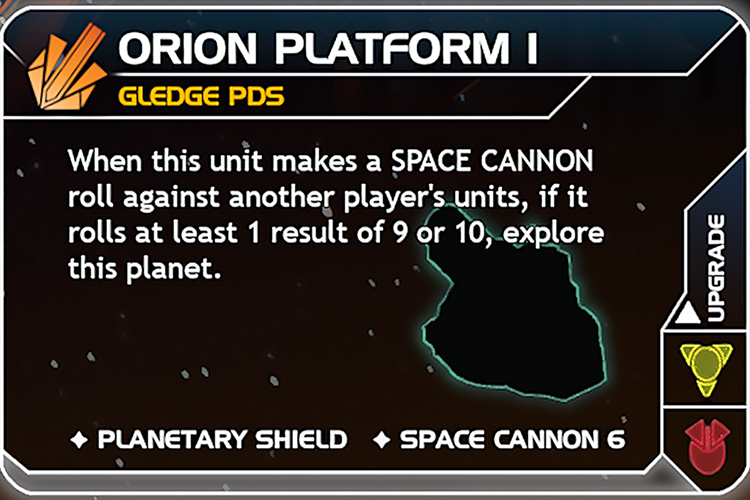 ORION PLATFORM I
GLEDGE PDS
When this unit makes a SPACE CANNON
roll against another player's units, if it
rolls at least 1 result of 9 or 10, explore
this planet.
UPGRADE
PLANETARY SHIELD SPACE CANNON 6